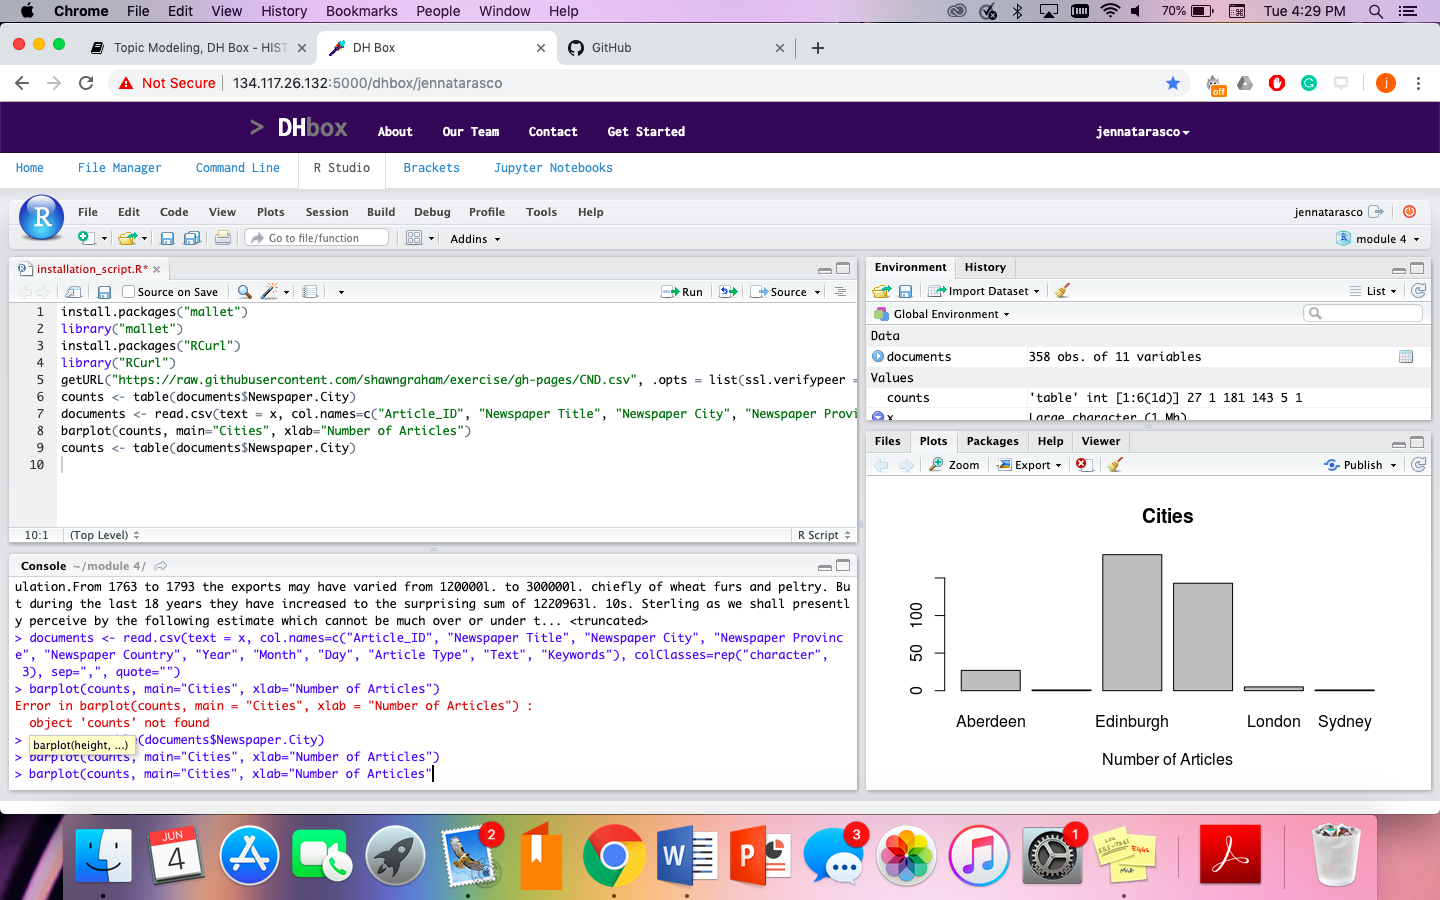 Chrome File Edit View History Bookmarks People Window Help 70% Tue 4:29 PM
Topic Modeling, DH Box - HIST DH Box GitHub
Not Secure 134.117.26.132:5000/dhbox/jennatarasco off j
> DHbox About Our Team Contact Get Started jennatarasco
Home File Manager Command Line R Studio Brackets Jupyter Notebooks
R File Edit Code View Plots Session Build Debug Profile Tools Help jennatarasco
Go to file/function Addins module 4
installation_script.R*
Source on Save Run Source
1 install.packages("mallet")
2 library("mallet")
3 install.packages("RCurl")
4 library("RCurl")
5 getURL("https://raw.githubusercontent.com/shawngraham/exercise/gh-pages/CND.csv", .opts = list(ssl.verifypeer =
6 counts <- table(documents$Newspaper.City)
7 documents <- read.csv(text = x, col.names=c("Article_ID", "Newspaper Title", "Newspaper City", "Newspaper Provi
8 barplot(counts, main="Cities", xlab="Number of Articles")
9 counts <- table(documents$Newspaper.City)
10
10:1 (Top Level) R Script
Console ~/module 4/
ulation.From 1763 to 1793 the exports may have varied from 120000l. to 300000l. chiefly of wheat furs and peltry. Bu
t during the last 18 years they have increased to the surprising sum of 1220963l. 10s. Sterling as we shall presentl
y perceive by the following estimate which cannot be much over or under t... <truncated>
> documents <- read.csv(text = x, col.names=c("Article_ID", "Newspaper Title", "Newspaper City", "Newspaper Provinc
e", "Newspaper Country", "Year", "Month", "Day", "Article Type", "Text", "Keywords"), colClasses=rep("character",
3), sep=",", quote="")
> barplot(counts, main="Cities", xlab="Number of Articles")
Error in barplot(counts, main = "Cities", xlab = "Number of Articles") :
object 'counts' not found
> (documents$Newspaper.City)
barplot(height, ...)
> barplot(counts, main="Cities", xlab="Number of Articles")
> barplot(counts, main="Cities", xlab="Number of Articles"
Environment History
Import Dataset List
Global Environment
Data
documents 358 obs. of 11 variables
Values
counts 'table' int [1:6(1d)] 27 1 181 143 5 1
x Large character (1 Mb)
Files Plots Packages Help Viewer
Zoom Export Publish
Cities
100
50
0
Aberdeen Edinburgh London Sydney
Number of Articles
JUN
4
2
W
P
3
1
EGGS
MILK